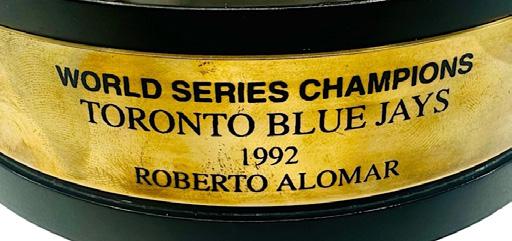 WORLD SERIES CHAMPIONS
TORONTO BLUE JAYS
1992
ROBERTO ALOMAR